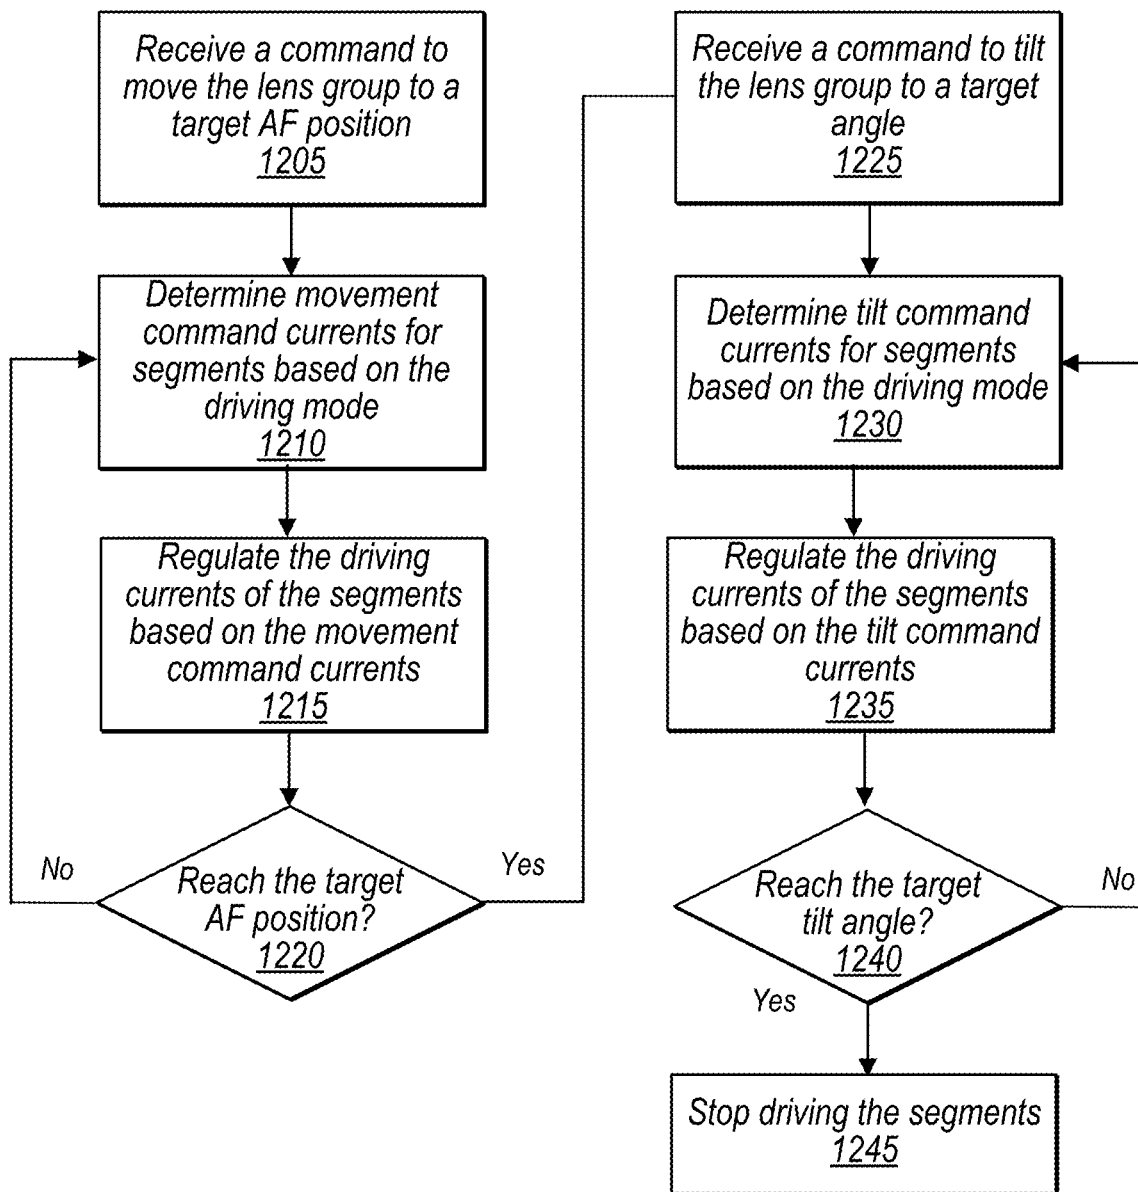 Receive a command to
move the lens group to a
target AF position
1205
Determine movement
command currents for
segments based on the
driving mode
1210
Regulate the driving
currents of the segments
based on the movement
command currents
1215
No
Reach the target
AF position?
1220
Yes
Receive a command to tilt
the lens group to a target
angle
1225
Determine tilt command
currents for segments
based on the driving mode
1230
Regulate the driving
currents of the segments
based on the tilt command
currents
1235
Reach the target
tilt angle?
1240
No
Yes
Stop driving the segments
1245